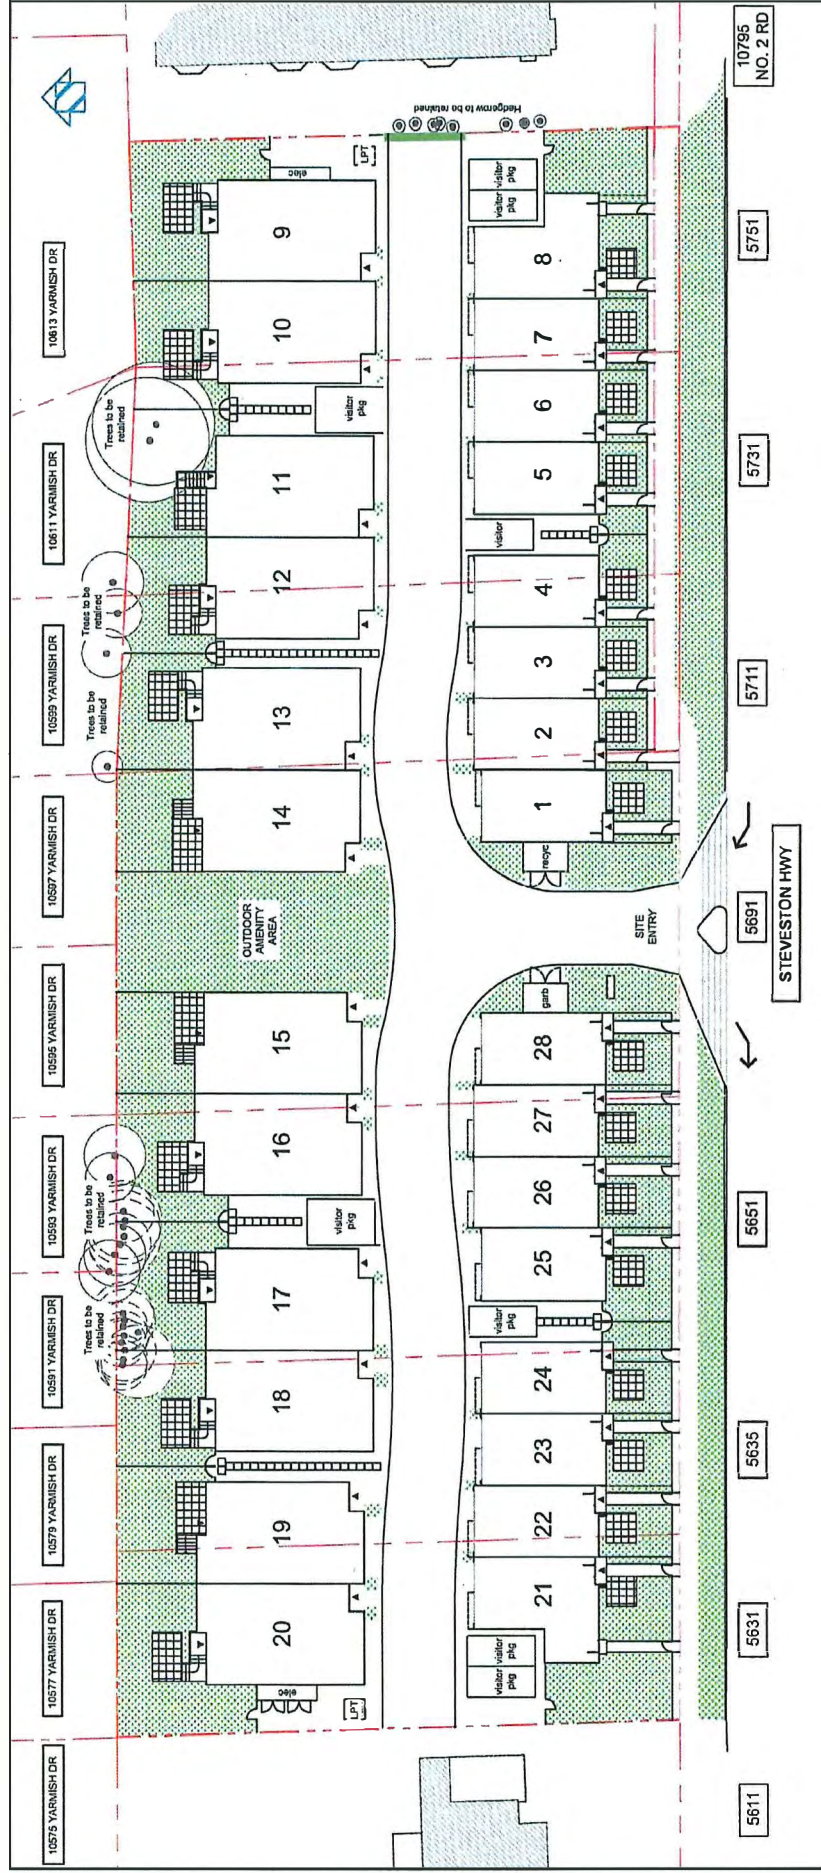 10575 YARMISH DR
10577 YARMISH DR
10579 YARMISH DR
10591 YARMISH DR
10593 YARMISH DR
10595 YARMISH DR
10597 YARMISH DR
10599 YARMISH DR
10611 YARMISH DR
10613 YARMISH DR
Trees to be
retained
Trees to be
retained
Trees to be
retained
Trees to be
retained
Trees to be
retained
20
19
18
17
16
15
14
13
12
11
10
9
elec
LPT
visitor
pkg
OUTDOOR
AMENITY
AREA
visitor
pkg
elec
LPT
Hedgerow to be retained
visitor
pkg
visitor
pkg
21
22
23
24
visitor
pkg
25
26
27
28
garb
SITE
ENTRY
recyc
1
2
3
4
visitor
5
6
7
8
visitor
pkg
visitor
pkg
5611
5631
5635
5651
5691
5711
5731
5751
10795
NO. 2 RD
STEVESTON HWY